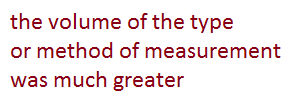 the volume of the type
or method of measurement
was much greater